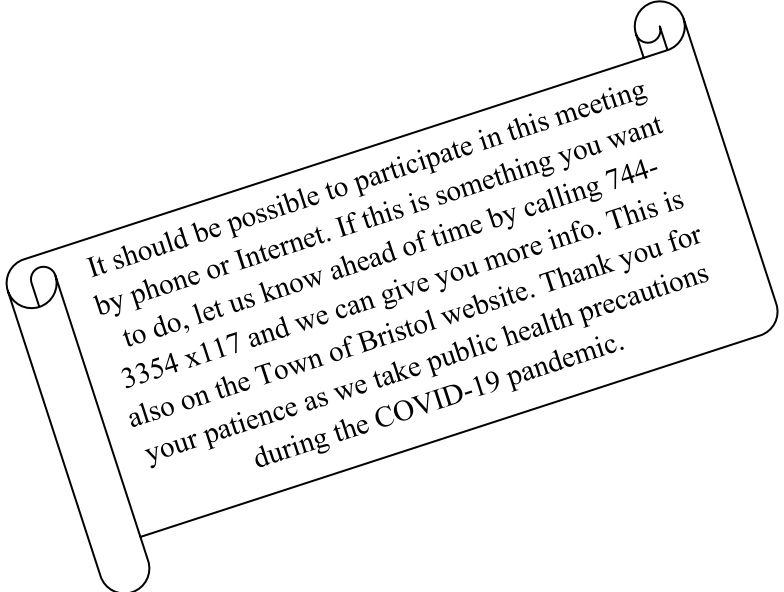 It should be possible to participate in this meeting
by phone or Internet. If this is something you want
to do, let us know ahead of time by calling 744-
3354 x117 and we can give you more info. This is
also on the Town of Bristol website. Thank you for
your patience as we take public health precautions
during the COVID-19 pandemic.